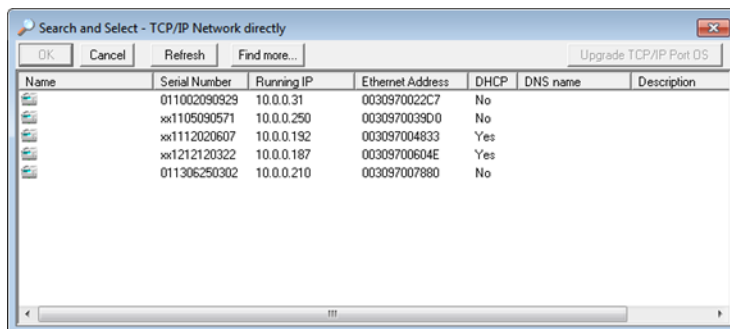 Search and Select - TCP/IP Network directly
OK Cancel Refresh Find more... Upgrade TCP/IP Port OS
Name Serial Number Running IP Ethernet Address DHCP DNS name Description
011002090929 10.0.0.31 0030970022C7 No
xx1105090571 10.0.0.250 0030970039D0 No
xx1112020607 10.0.0.192 003097004833 Yes
xx1212120322 10.0.0.187 00309700604E Yes
011306250302 10.0.0.210 003097007880 No